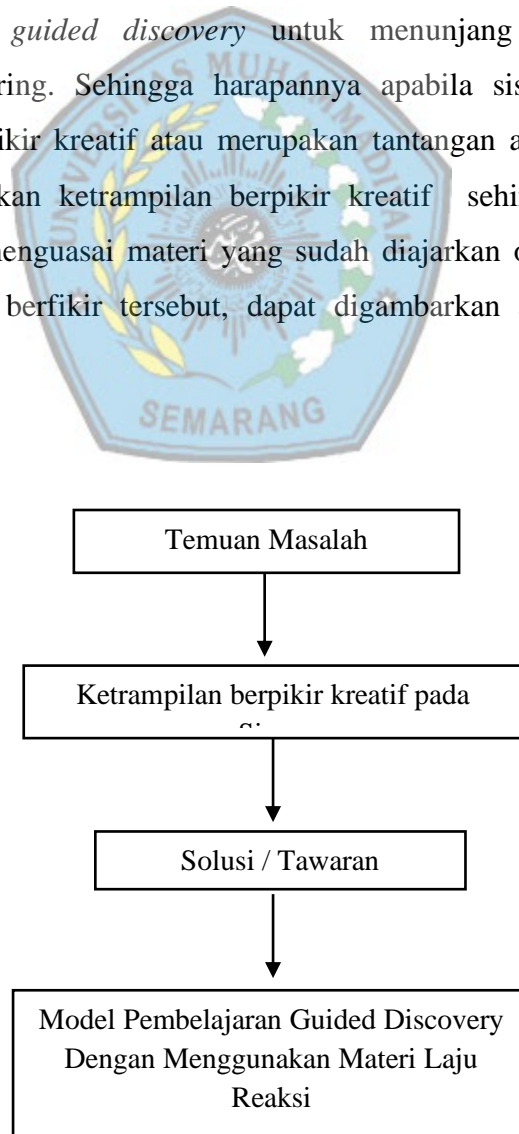 guided discovery untuk menunjang
ring. Sehingga harapannya apabila sis
ikir kreatif atau merupakan tantangan a
kan ketrampilan berpikir kreatif sehi
menguasai materi yang sudah diajarkan o
berfikir tersebut, dapat digambarkan
UNIVERSITAS MUHAMMADIYAH
SEMARANG
Temuan Masalah
Ketrampilan berpikir kreatif pada
Solusi / Tawaran
Model Pembelajaran Guided Discovery
Dengan Menggunakan Materi Laju
Reaksi